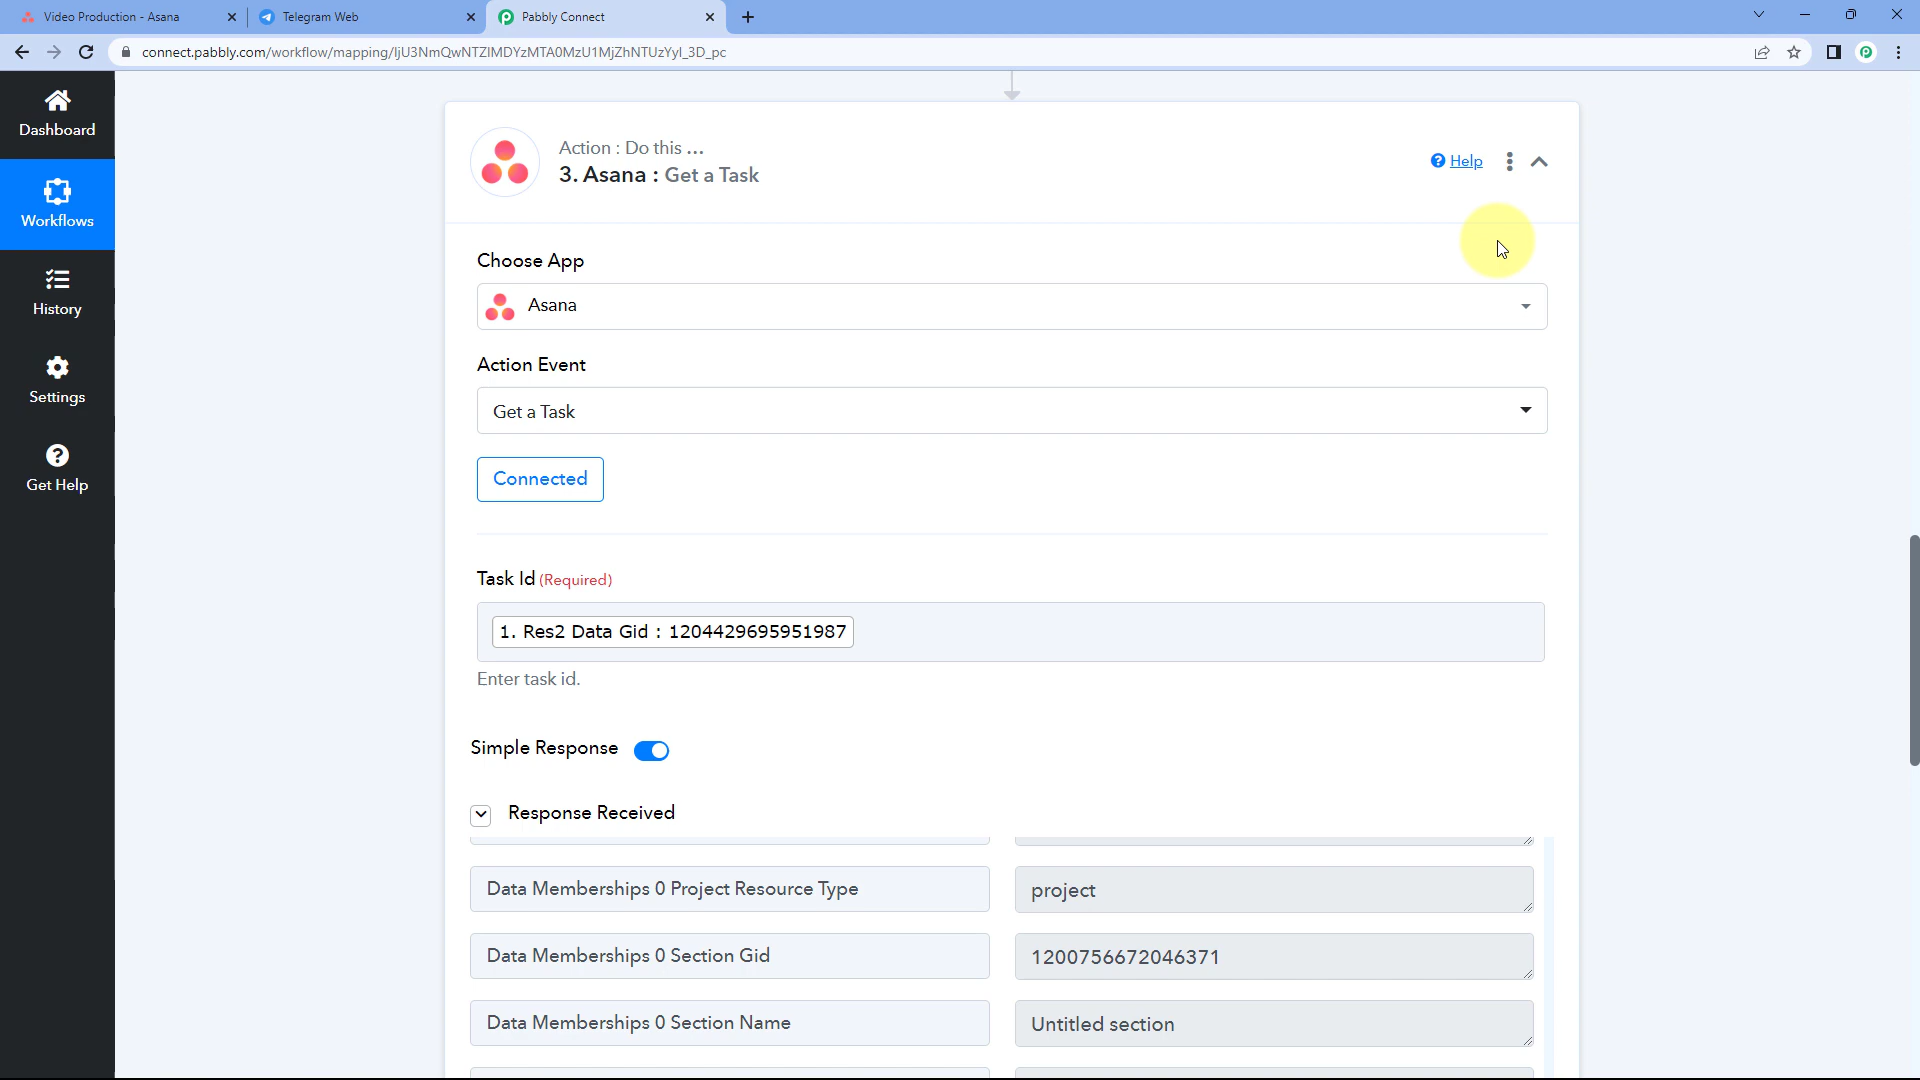 Video Production - Asana
Telegram Web
Pabbly Connect
connect.pabbly.com/workflow/mapping/IjU3NmQwNTZlMDYzMTA0MzU1MjZhNTUzYyI_3D_pc
Dashboard
Workflows
History
Settings
Get Help
Action : Do this ...
3. Asana : Get a Task
Help
Choose App
Asana
Action Event
Get a Task
Connected
Task Id (Required)
1. Res2 Data Gid : 1204429695951987
Enter task id.
Simple Response
Response Received
Data Memberships 0 Project Resource Type
project
Data Memberships 0 Section Gid
1200756672046371
Data Memberships 0 Section Name
Untitled section